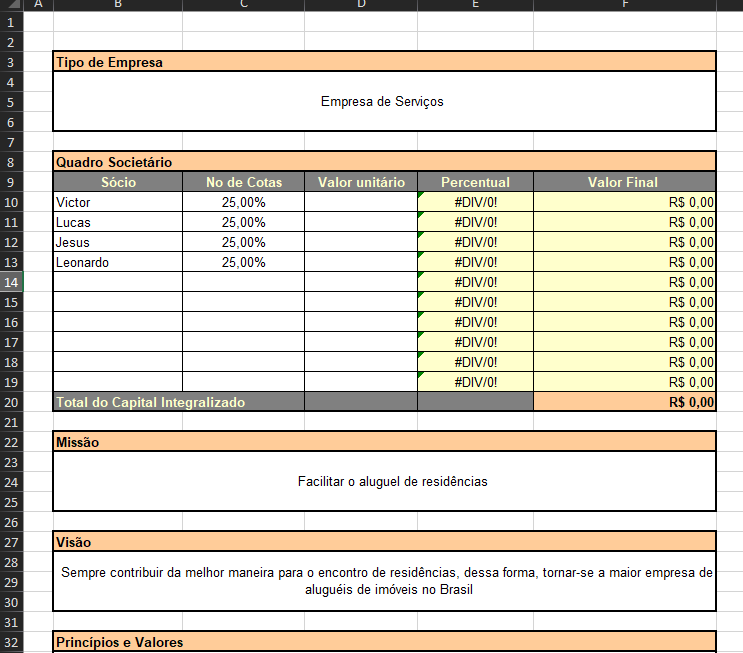 A B C D E F
1
2
3 Tipo de Empresa
4
5 Empresa de Serviços
6
7
8 Quadro Societário
9 Sócio No de Cotas Valor unitário Percentual Valor Final
10 Victor 25,00% #DIV/0! R$ 0,00
11 Lucas 25,00% #DIV/0! R$ 0,00
12 Jesus 25,00% #DIV/0! R$ 0,00
13 Leonardo 25,00% #DIV/0! R$ 0,00
14 #DIV/0! R$ 0,00
15 #DIV/0! R$ 0,00
16 #DIV/0! R$ 0,00
17 #DIV/0! R$ 0,00
18 #DIV/0! R$ 0,00
19 #DIV/0! R$ 0,00
20 Total do Capital Integralizado R$ 0,00
21
22 Missão
23
24 Facilitar o aluguel de residências
25
26
27 Visão
28 Sempre contribuir da melhor maneira para o encontro de residências, dessa forma, tornar-se a maior empresa de
29 aluguéis de imóveis no Brasil
30
31
32 Princípios e Valores